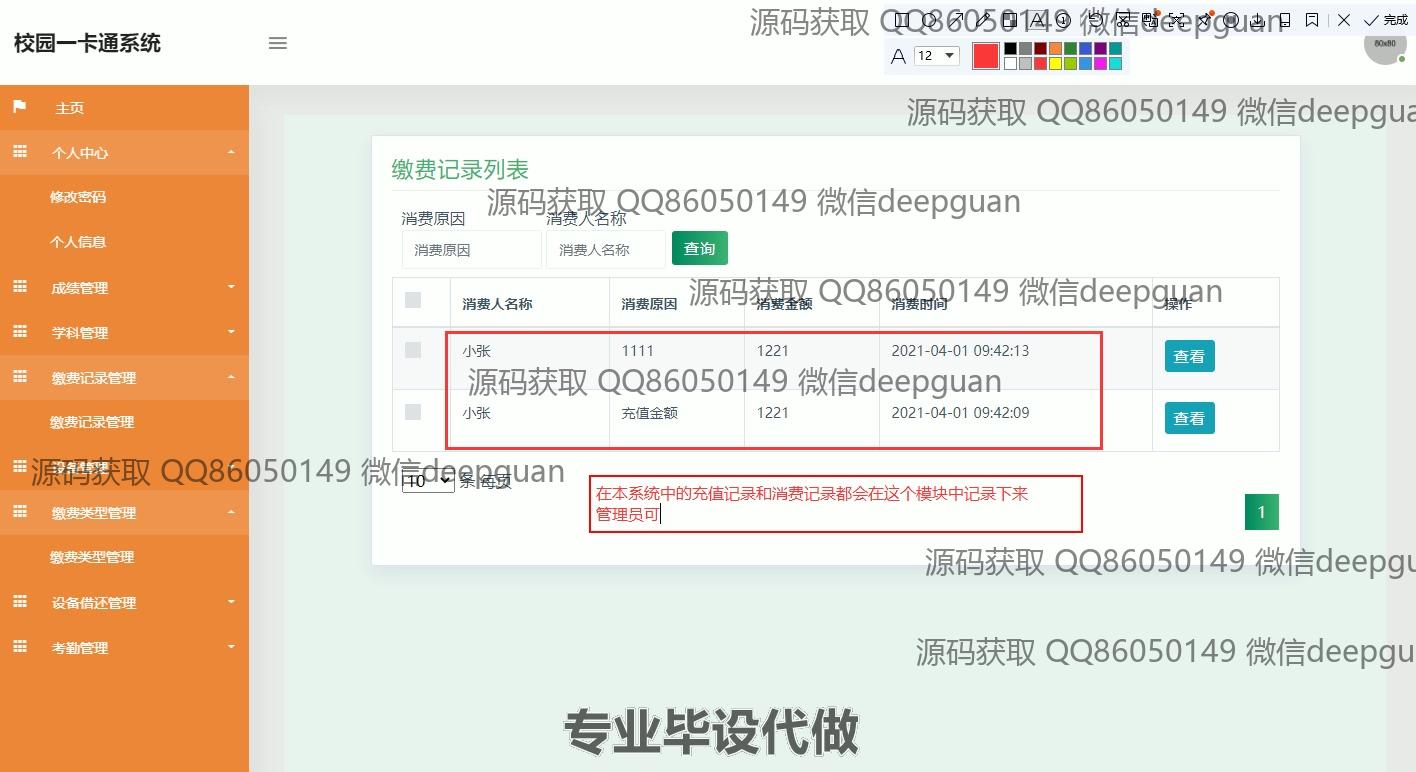 校园一卡通系统
源码获取 QQ86050149 微信deepguan
完成
A
12
80x80
源码获取 QQ86050149 微信deepgua
主页
个人中心
修改密码
个人信息
成绩管理
学科管理
缴费记录管理
缴费记录管理
设备管理
缴费类型管理
缴费类型管理
设备借还管理
考勤管理
缴费记录列表
源码获取 QQ86050149 微信deepguan
消费原因 消费人名称
消费原因 消费人名称 查询
源码获取 QQ86050149 微信deepguan
消费人名称 消费原因 消费金额 消费时间 操作
小张 1111 1221 2021-04-01 09:42:13 查看
源码获取 QQ86050149 微信deepguan
小张 充值金额 1221 2021-04-01 09:42:09 查看
源码获取 QQ86050149 微信deepguan
10 条 每页
在本系统中的充值记录和消费记录都会在这个模块中记录下来
管理员可
1
源码获取 QQ86050149 微信deepgu
源码获取 QQ86050149 微信deepgu
专业毕设代做